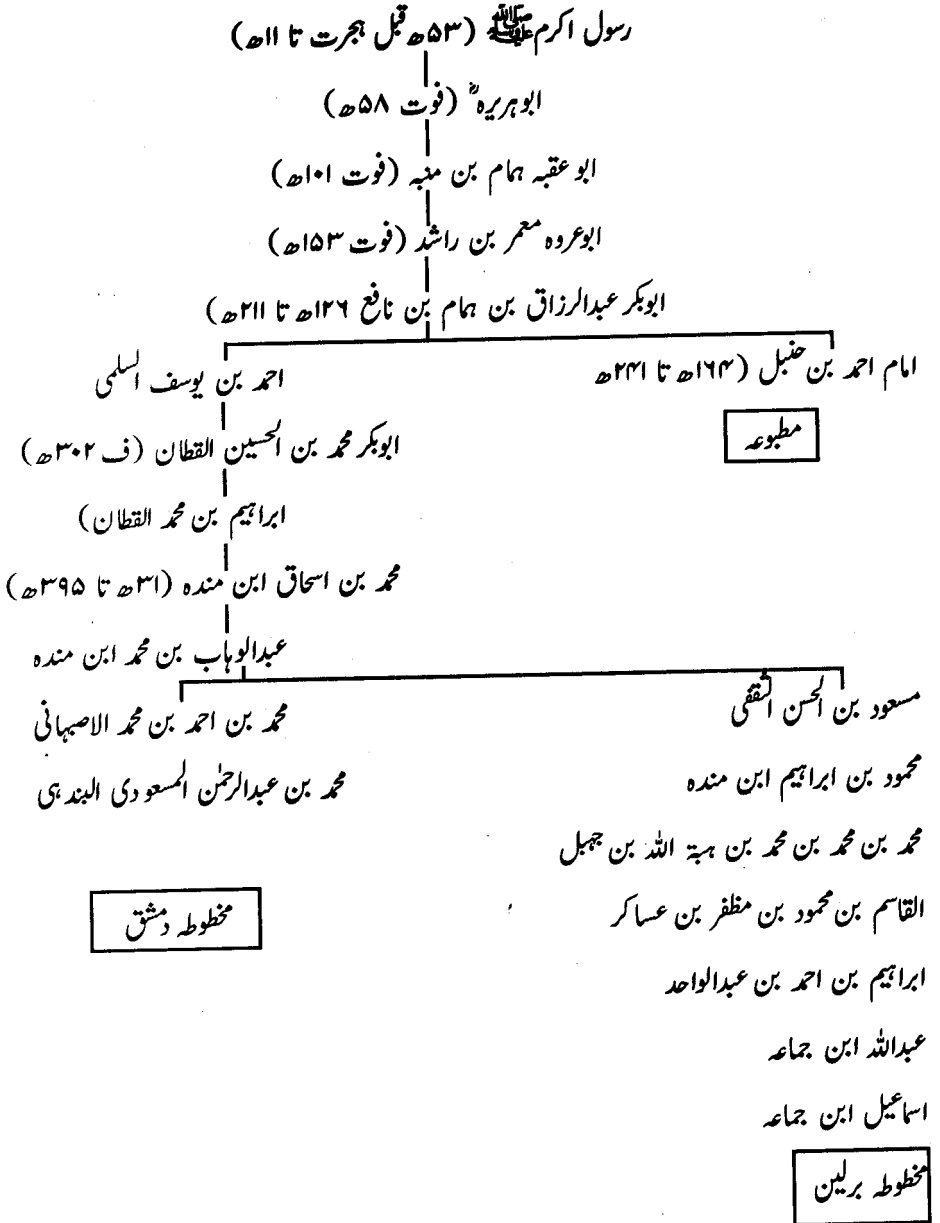 رسول اکرم ﷺ (۵۳ھ قبل ہجرت تا ۱۱ھ)
ابوہریرہؓ (فوت ۵۸ھ)
ابو عقبہ ہمام بن منبہ (فوت ۱۰۱ھ)
ابوعروہ معمر بن راشد (فوت ۱۵۳ھ)
ابوبکر عبدالرزاق بن ہمام بن نافع ۱۲۶ھ تا ۲۱۱ھ)
امام احمد بن حنبل (۱۶۴ھ تا ۲۴۱ھ
مطبوعہ
احمد بن یوسف السلمی
ابوبکر محمد بن الحسین القطان (ف ۳۰۲ھ)
ابراہیم بن محمد القطان)
محمد بن اسحاق ابن مندہ (۳۱ھ تا ۳۹۵ھ)
عبدالوہاب بن محمد ابن مندہ
مسعود بن الحسن الثقفی
محمود بن ابراہیم ابن مندہ
محمد بن محمد بن محمد بن ہبۃ اللہ بن جہبل
القاسم بن محمود بن مظفر بن عساکر
ابراہیم بن احمد بن عبدالواحد
عبداللہ ابن جماعہ
اسماعیل ابن جماعہ
مخطوطہ برلین
محمد بن احمد بن محمد الاصبہانی
محمد بن عبدالرحمٰن المسعودی البندہی
مخطوطہ دمشق